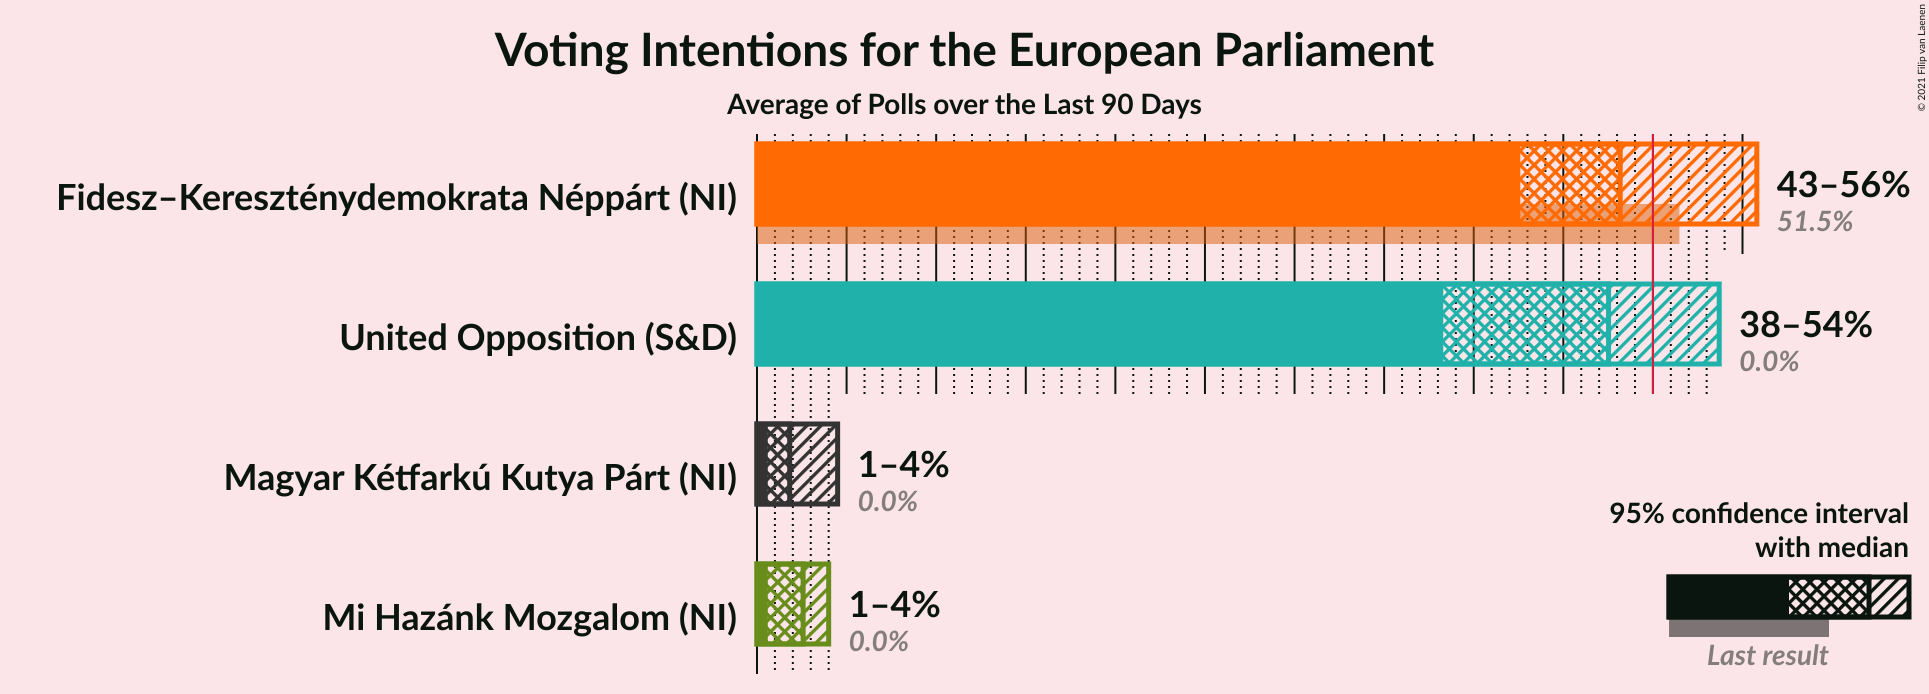 Voting Intentions for the European Parliament
Average of Polls over the Last 90 Days
© 2021 Filip van Laenen
Fidesz–Kereszténydemokrata Néppárt (NI)
43–56%
51.5%
United Opposition (S&D)
38–54%
0.0%
Magyar Kétfarkú Kutya Párt (NI)
1–4%
0.0%
Mi Hazánk Mozgalom (NI)
1–4%
0.0%
95% confidence interval
with median
Last result